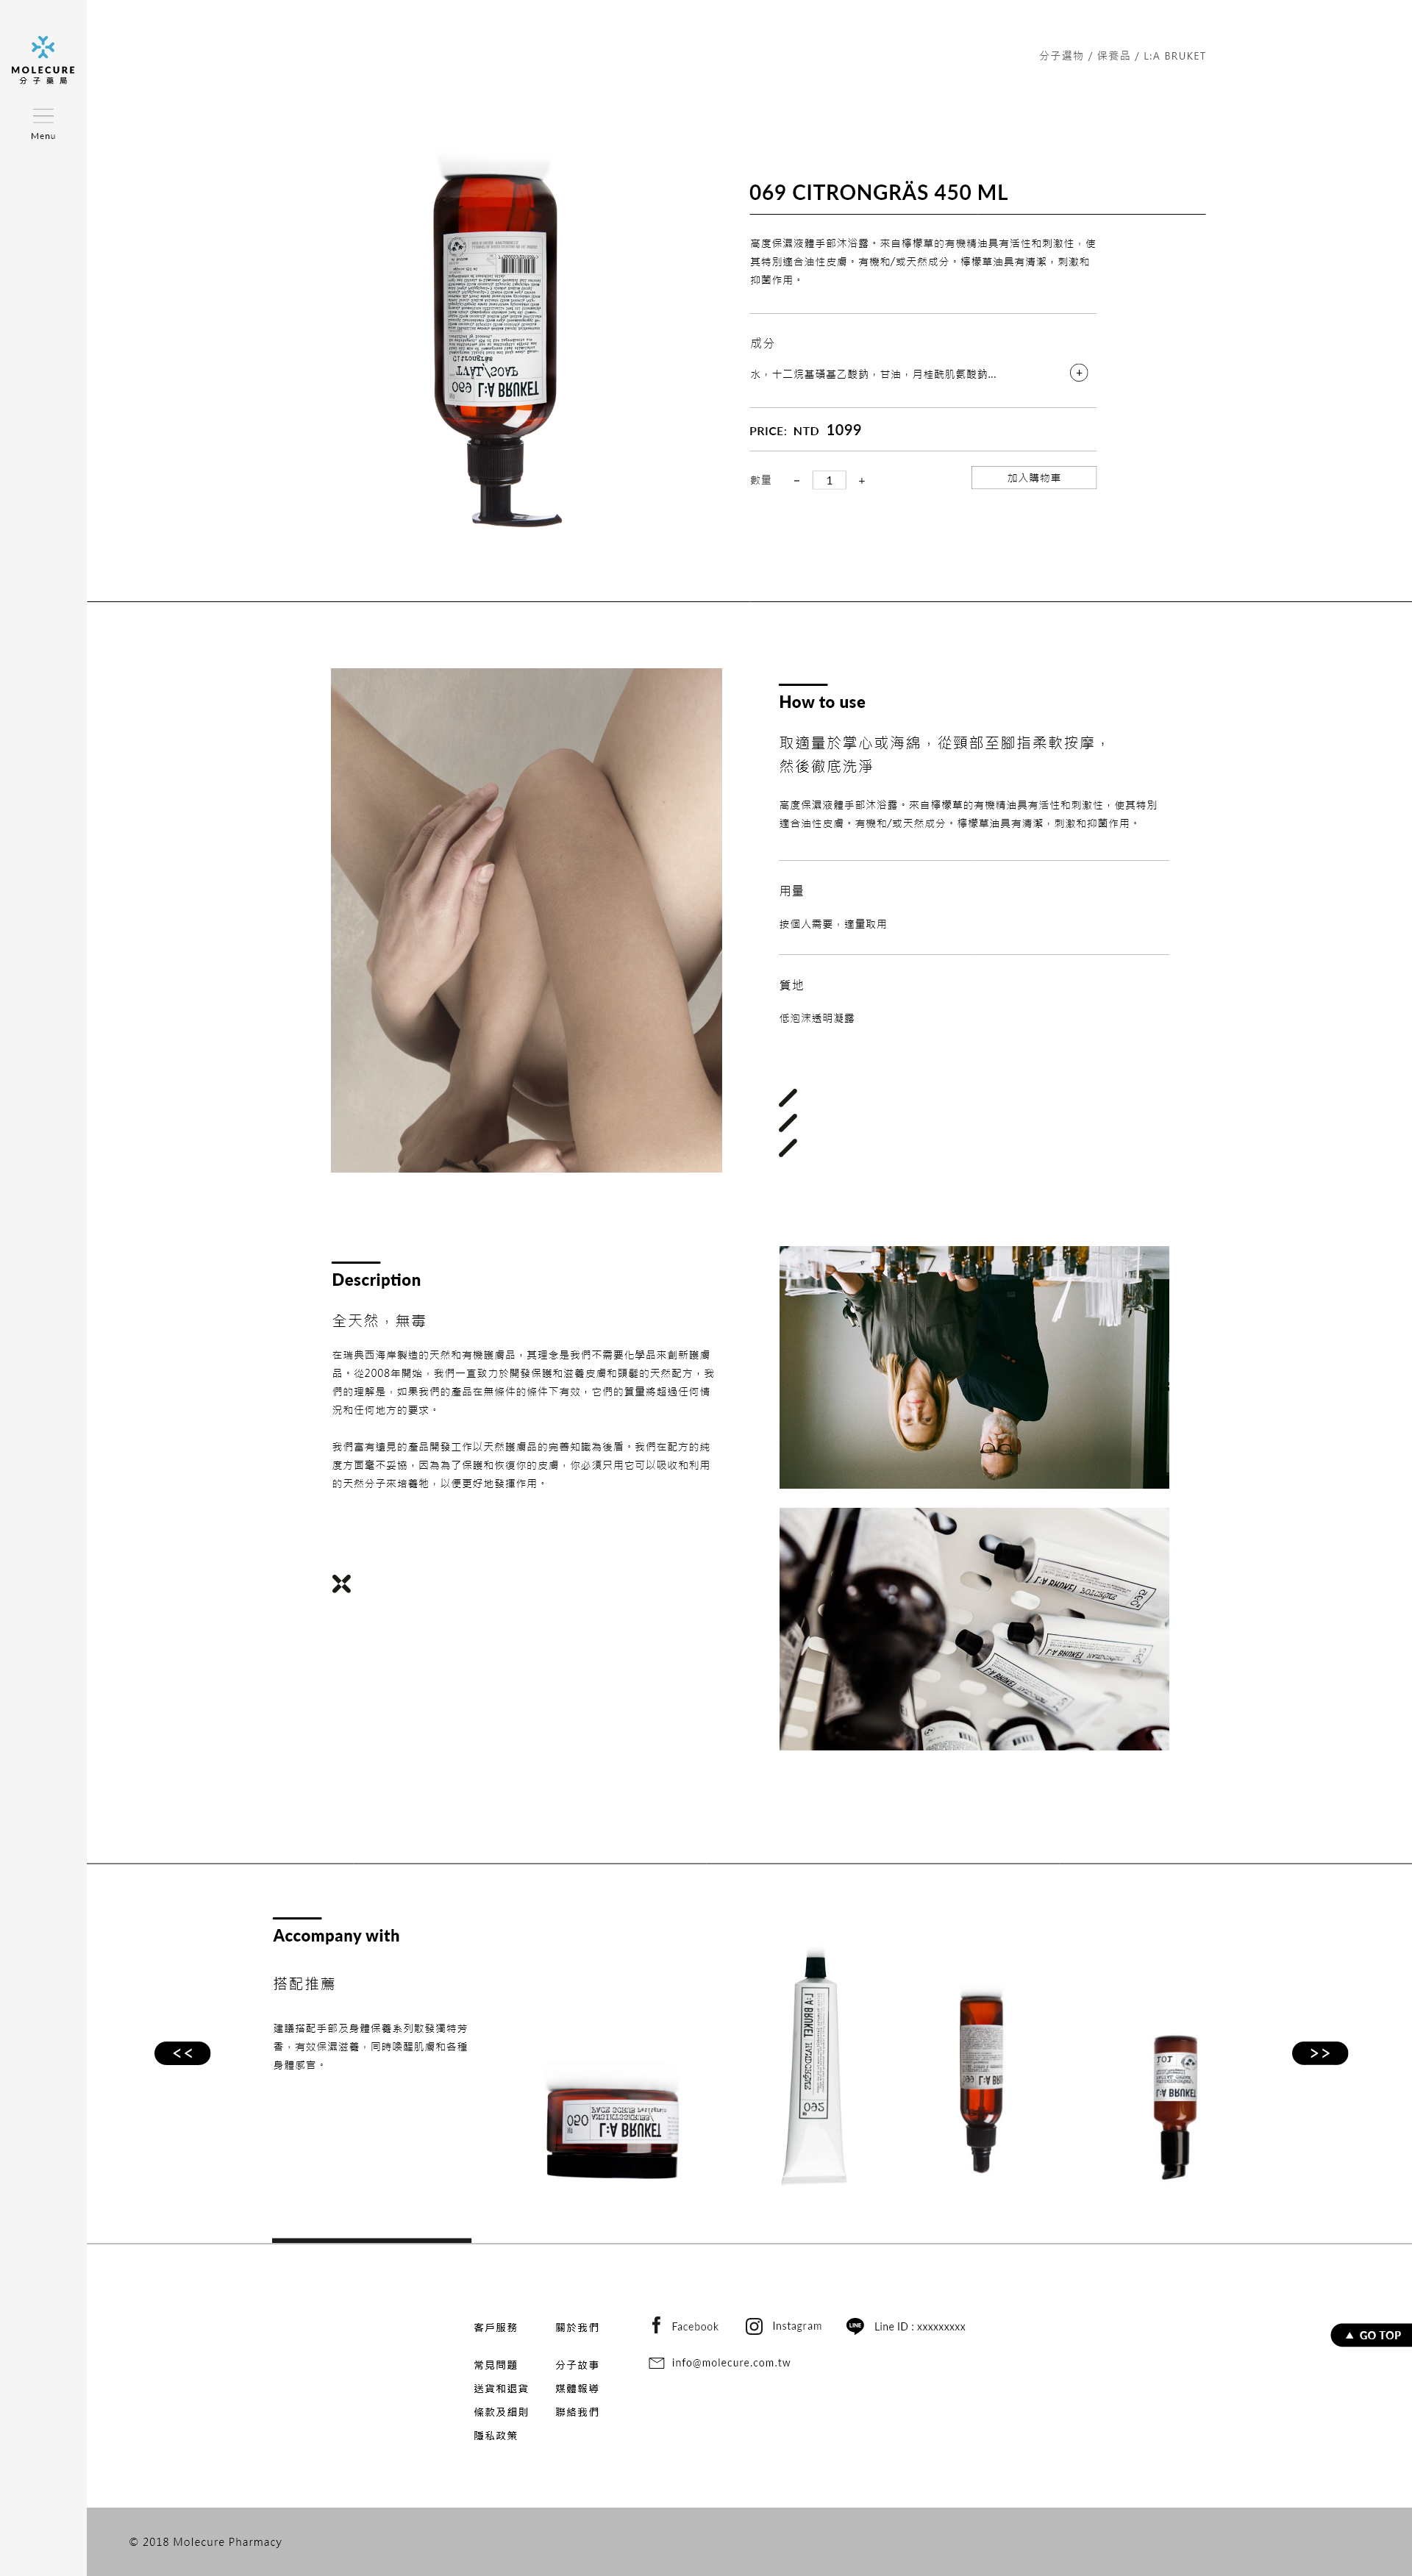 MOLECURE
分子藥局
Menu
分子選物 / 保養品 / L:A BRUKET
069 CITRONGRÄS 450 ML
高度保濕液體手部沐浴露。來自檸檬草的有機精油具有活性和刺激性，使
其特別適合油性皮膚。有機和/或天然成分。檸檬草油具有清潔，刺激和
抑菌作用。
成分
水，十二烷基磺基乙酸鈉，甘油，月桂酰肌氨酸鈉...
+
PRICE: NTD 1099
數量 － 1 +
加入購物車
069 L:A BRUKET
TVÅL/SOAP
Citrongräs
How to use
取適量於掌心或海綿，從頸部至腳指柔軟按摩，
然後徹底洗淨
高度保濕液體手部沐浴露。來自檸檬草的有機精油具有活性和刺激性，使其特別
適合油性皮膚。有機和/或天然成分。檸檬草油具有清潔，刺激和抑菌作用。
用量
按個人需要，適量取用
質地
低泡沫透明凝露
Description
全天然，無毒
在瑞典西海岸製造的天然和有機護膚品，其理念是我們不需要化學品來創新護膚
品。從2008年開始，我們一直致力於開發保護和滋養皮膚和頭髮的天然配方，我
們的理解是，如果我們的產品在無條件的條件下有效，它們的質量將超過任何情
況和任何地方的要求。
我們富有遠見的產品開發工作以天然護膚品的完善知識為後盾。我們在配方的純
度方面毫不妥協，因為為了保護和恢復你的皮膚，你必須只用它可以吸收和利用
的天然分子來培養牠，以便更好地發揮作用。
L:A BRUKET
L:A BRUKET
L:A BRUKET
Accompany with
搭配推薦
建議搭配手部及身體保養系列散發獨特芳
香，有效保濕滋養，同時喚醒肌膚和各種
身體感官。
<<
>>
050 L:A BRUKET
L:A BRUKET
L:A BRUKET
101
L:A BRUKET
客戶服務
常見問題
送貨和退貨
條款及細則
隱私政策
關於我們
分子故事
媒體報導
聯絡我們
Facebook
Instagram
LINE
Line ID : xxxxxxxxx
info@molecure.com.tw
GO TOP
© 2018 Molecure Pharmacy